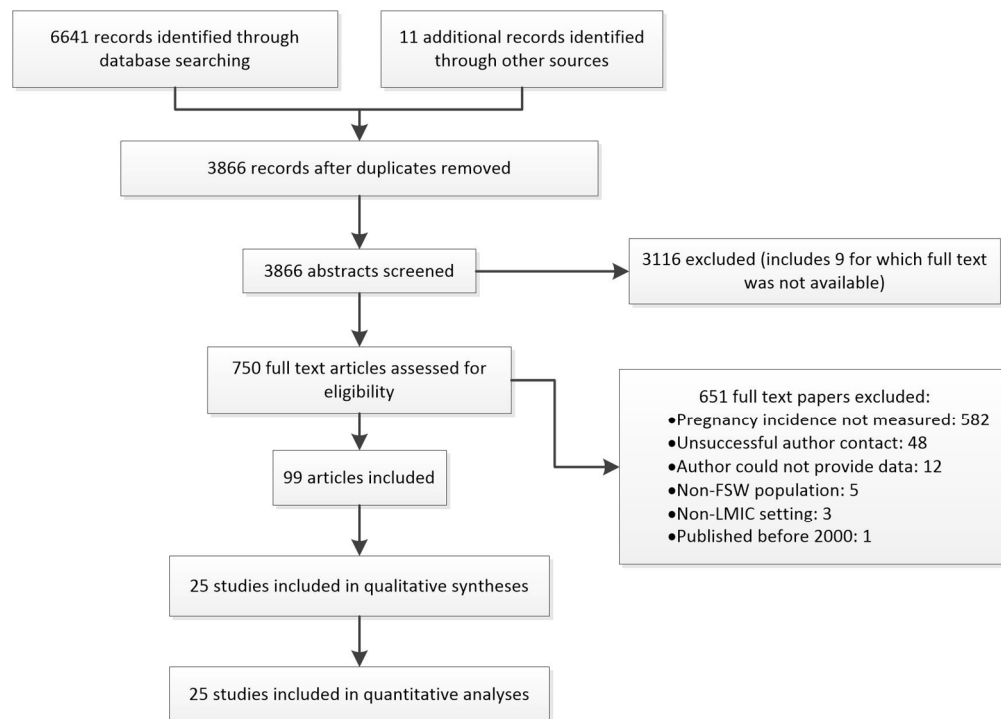 6641 records identified through
database searching
11 additional records identified
through other sources
3866 records after duplicates removed
3866 abstracts screened
3116 excluded (includes 9 for which full text
was not available)
750 full text articles assessed for
eligibility
651 full text papers excluded:
●Pregnancy incidence not measured: 582
●Unsuccessful author contact: 48
●Author could not provide data: 12
●Non-FSW population: 5
●Non-LMIC setting: 3
●Published before 2000: 1
99 articles included
25 studies included in qualitative syntheses
25 studies included in quantitative analyses